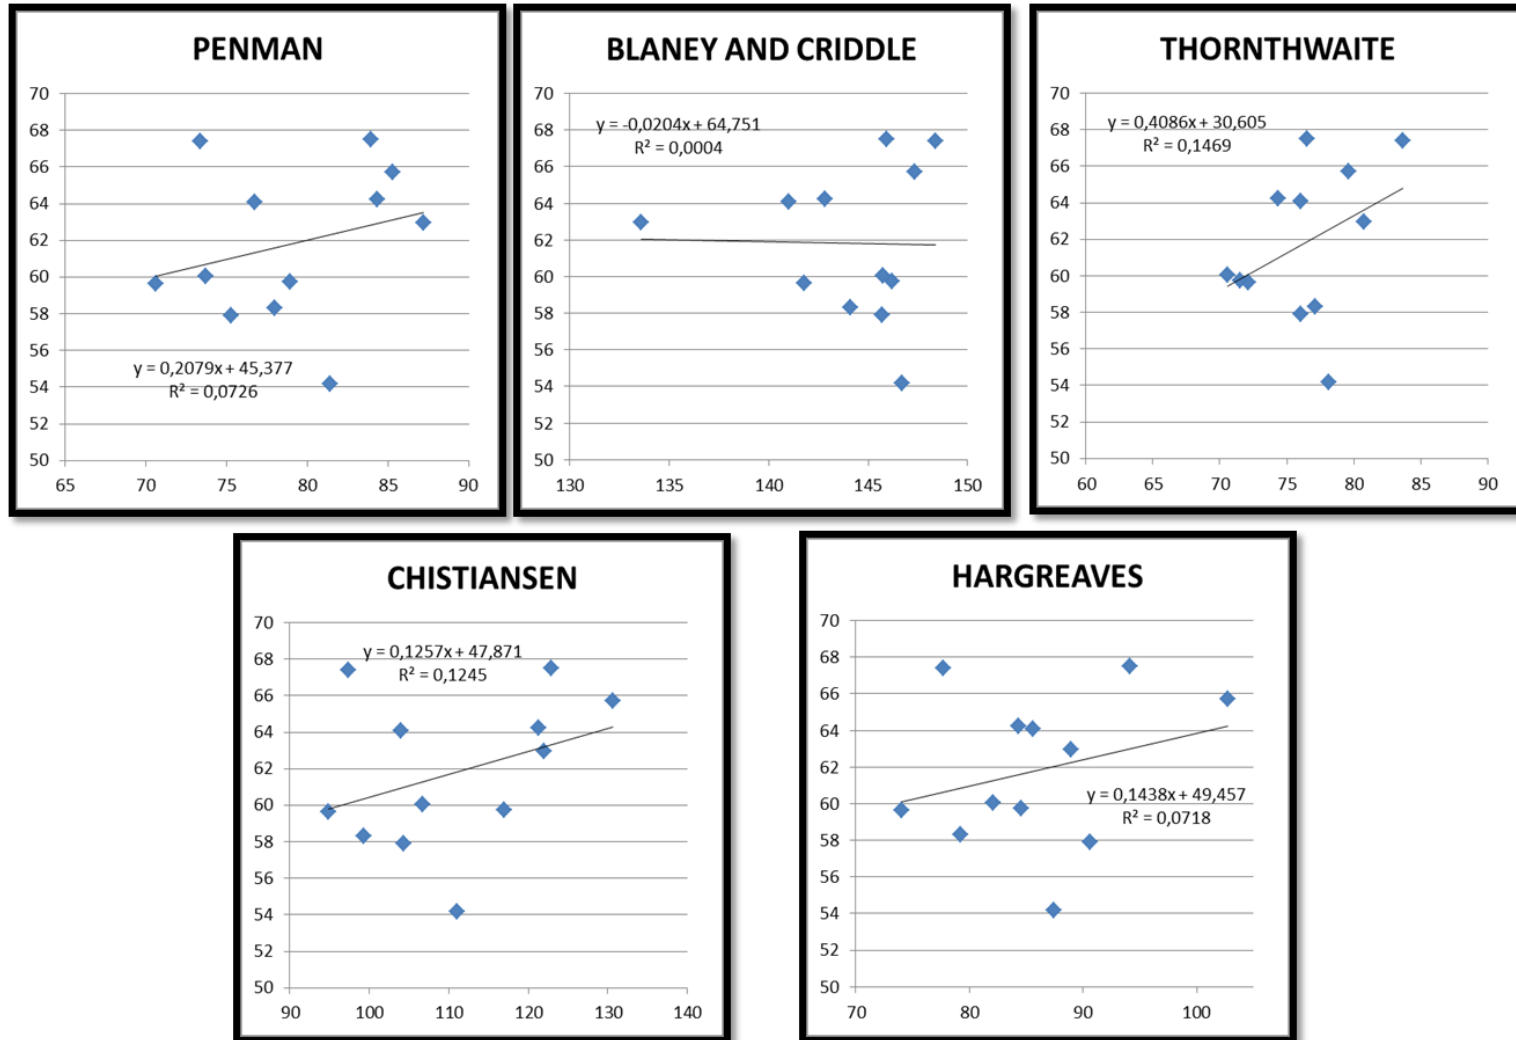 PENMAN
70
68
66
64
62
60
58
56
54
52
50
y = 0,2079x + 45,377
R² = 0,0726
65 70 75 80 85 90
BLANEY AND CRIDDLE
70
y = -0,0204x + 64,751
68
R² = 0,0004
66
64
62
60
58
56
54
52
50
130 135 140 145 150
THORNTHWAITE
70
y = 0,4086x + 30,605
68
R² = 0,1469
66
64
62
60
58
56
54
52
50
60 65 70 75 80 85 90
CHISTIANSEN
70
y = 0,1257x + 47,871
68
R² = 0,1245
66
64
62
60
58
56
54
52
50
90 100 110 120 130 140
HARGREAVES
70
68
66
64
62
60
y = 0,1438x + 49,457
R² = 0,0718
58
56
54
52
50
70 80 90 100